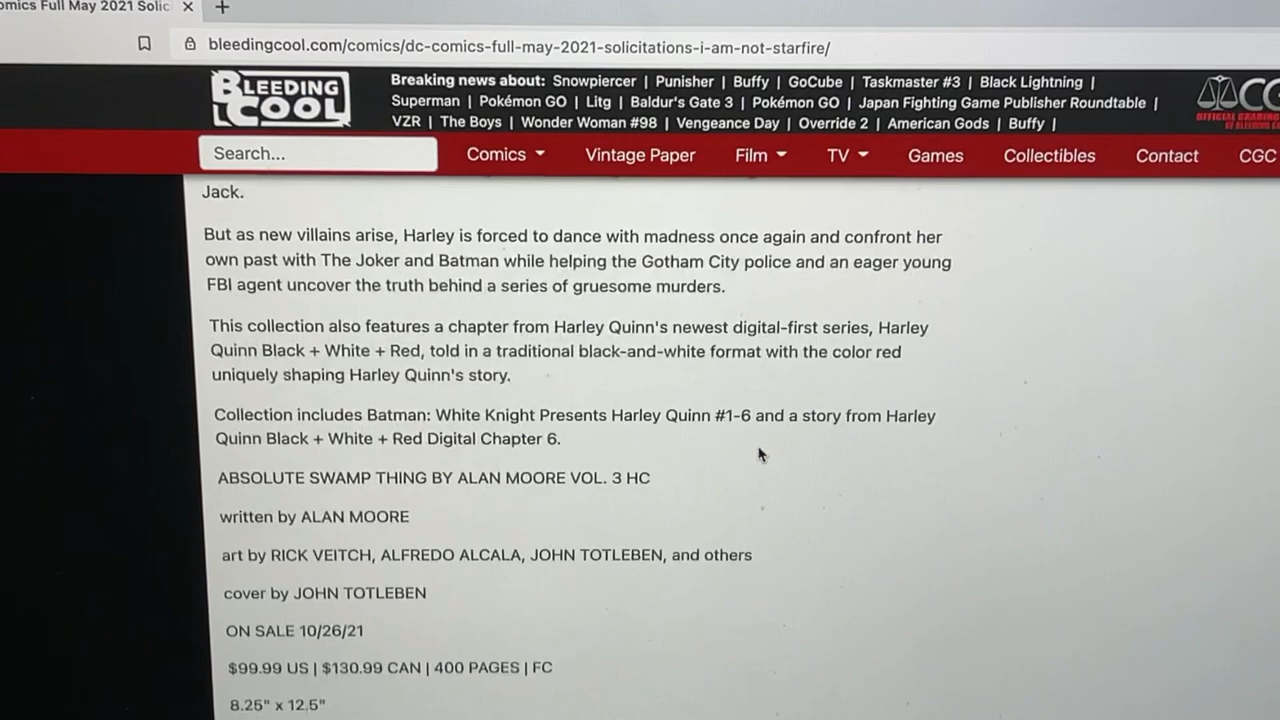 omics Full May 2021 Solic
bleedingcool.com/comics/dc-comics-full-may-2021-solicitations-i-am-not-starfire/
BLEEDING COOL
Breaking news about: Snowpiercer | Punisher | Buffy | GoCube | Taskmaster #3 | Black Lightning |
Superman | Pokémon GO | Litg | Baldur's Gate 3 | Pokémon GO | Japan Fighting Game Publisher Roundtable |
VZR | The Boys | Wonder Woman #98 | Vengeance Day | Override 2 | American Gods | Buffy |
Search...
Comics Vintage Paper Film TV Games Collectibles Contact CGC
Jack.
But as new villains arise, Harley is forced to dance with madness once again and confront her
own past with The Joker and Batman while helping the Gotham City police and an eager young
FBI agent uncover the truth behind a series of gruesome murders.
This collection also features a chapter from Harley Quinn's newest digital-first series, Harley
Quinn Black + White + Red, told in a traditional black-and-white format with the color red
uniquely shaping Harley Quinn's story.
Collection includes Batman: White Knight Presents Harley Quinn #1-6 and a story from Harley
Quinn Black + White + Red Digital Chapter 6.
ABSOLUTE SWAMP THING BY ALAN MOORE VOL. 3 HC
written by ALAN MOORE
art by RICK VEITCH, ALFREDO ALCALA, JOHN TOTLEBEN, and others
cover by JOHN TOTLEBEN
ON SALE 10/26/21
$99.99 US | $130.99 CAN | 400 PAGES | FC
8.25" x 12.5"